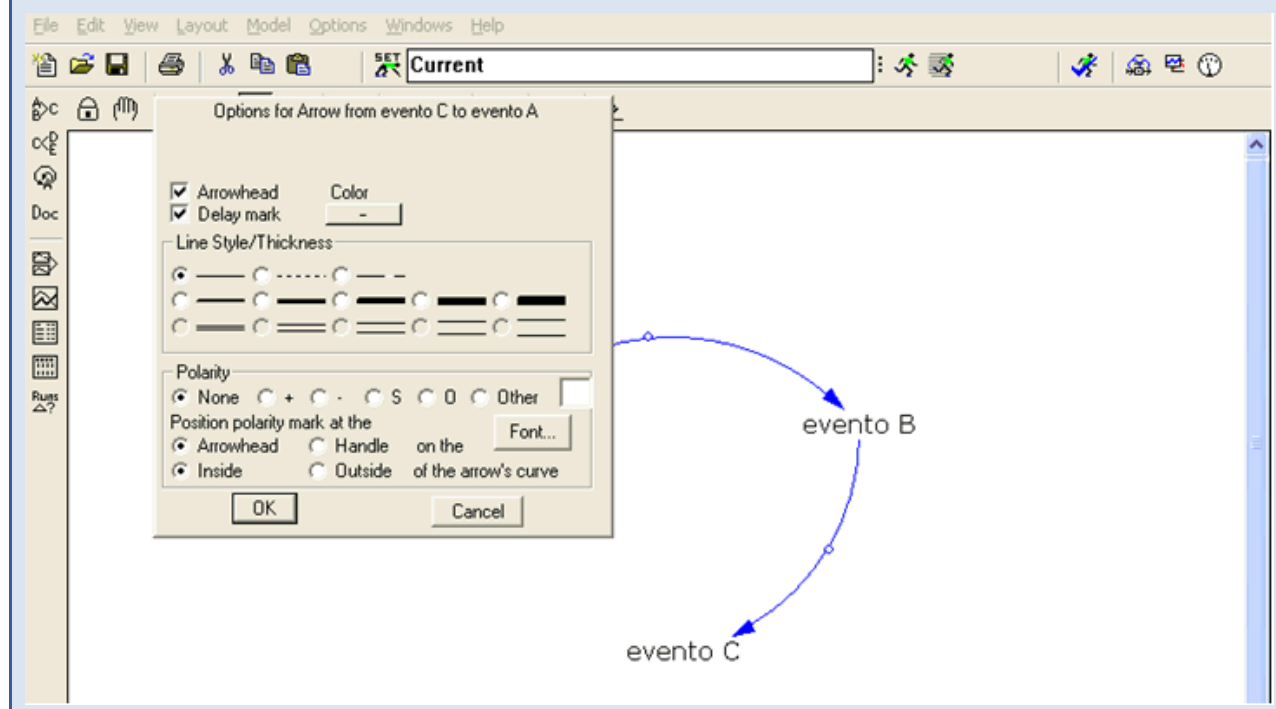 File Edit View Layout Model Options Windows Help
SET Current
Options for Arrow from evento C to evento A
Arrowhead Color
Delay mark -
Doc
Line Style/Thickness
Polarity
None + - S O Other
Runs
Δ?
Position polarity mark at the
Font...
Arrowhead Handle on the
Inside Outside of the arrow's curve
OK Cancel
evento B
evento C